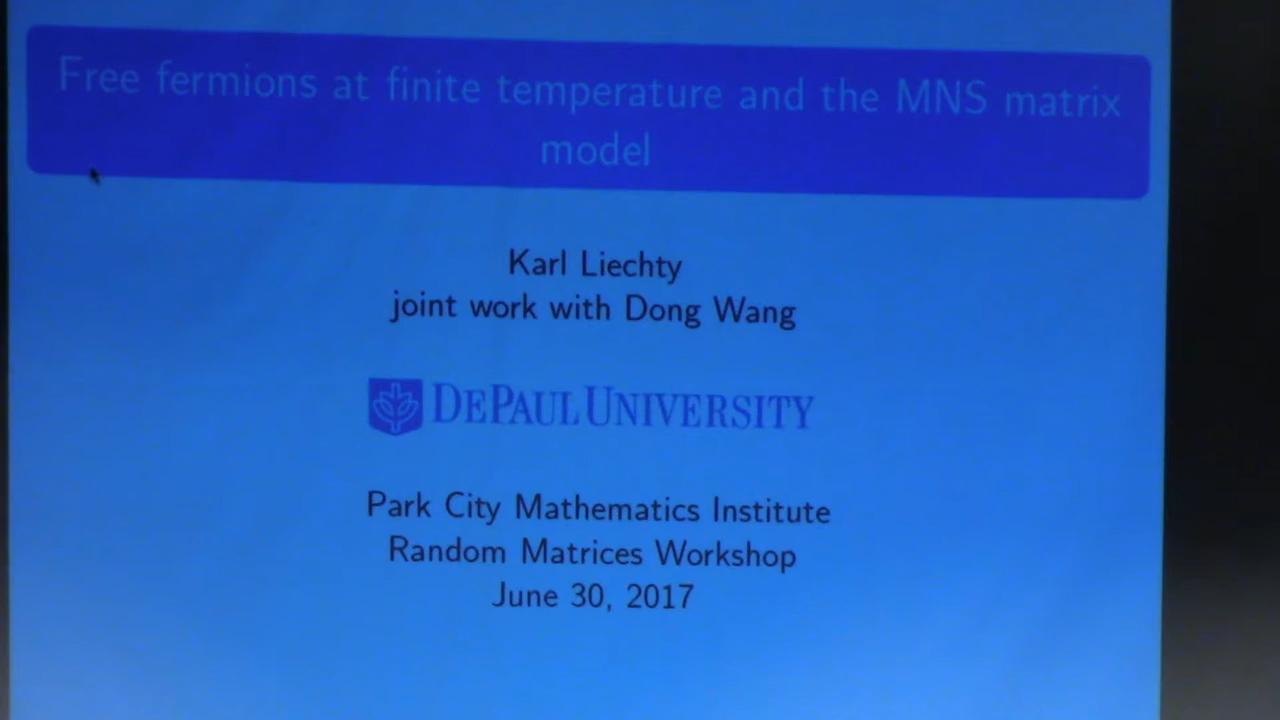 Free fermions at finite temperature and the MNS matrix
model
Karl Liechty
joint work with Dong Wang
DEPAUL UNIVERSITY
Park City Mathematics Institute
Random Matrices Workshop
June 30, 2017